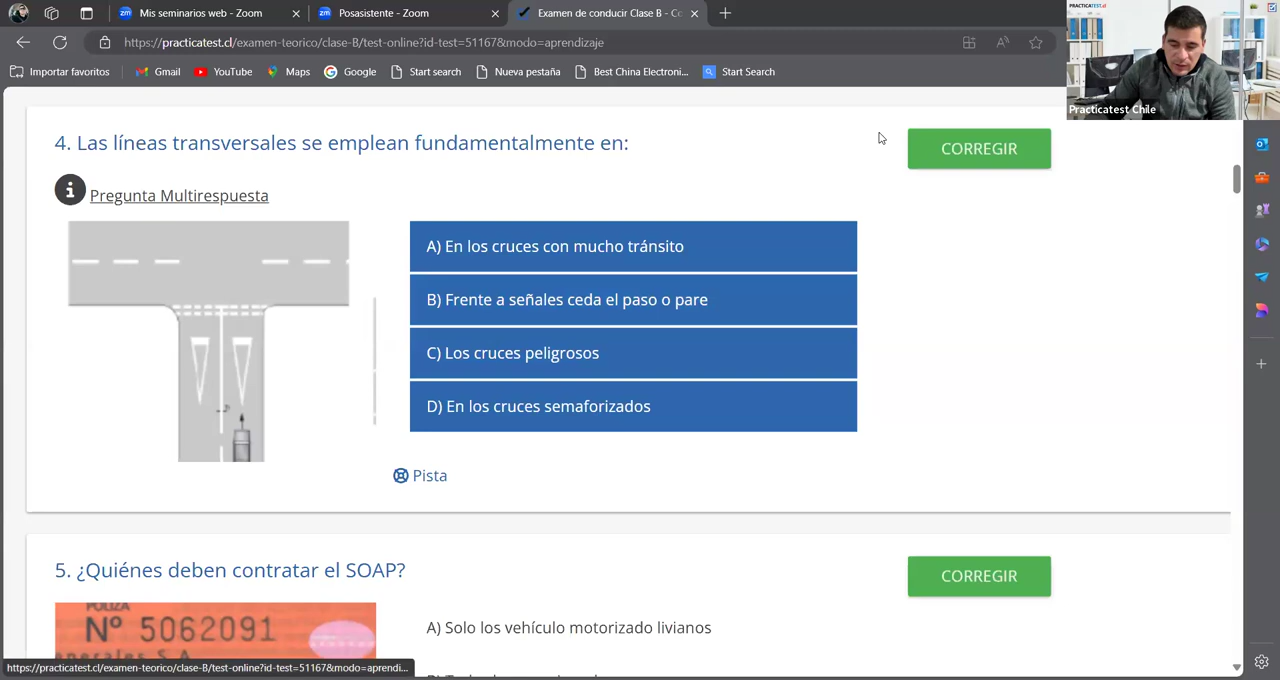 Mis seminarios web - Zoom
Posasistente - Zoom
Examen de conducir Clase B - Co
https://practicatest.cl/examen-teorico/clase-B/test-online?id-test=51167&modo=aprendizaje
Importar favoritos
Gmail
YouTube
Maps
Google
Start search
Nueva pestaña
Best China Electroni...
Start Search
PRACTICATEST.cl
Practicatest Chile
4. Las líneas transversales se emplean fundamentalmente en:
CORREGIR
Pregunta Multirespuesta
A) En los cruces con mucho tránsito
B) Frente a señales ceda el paso o pare
C) Los cruces peligrosos
D) En los cruces semaforizados
Pista
5. ¿Quiénes deben contratar el SOAP?
CORREGIR
POLIZA
Nº 5062091
A) Solo los vehículo motorizado livianos
https://practicatest.cl/examen-teorico/clase-B/test-online?id-test=51167&modo=aprendi...